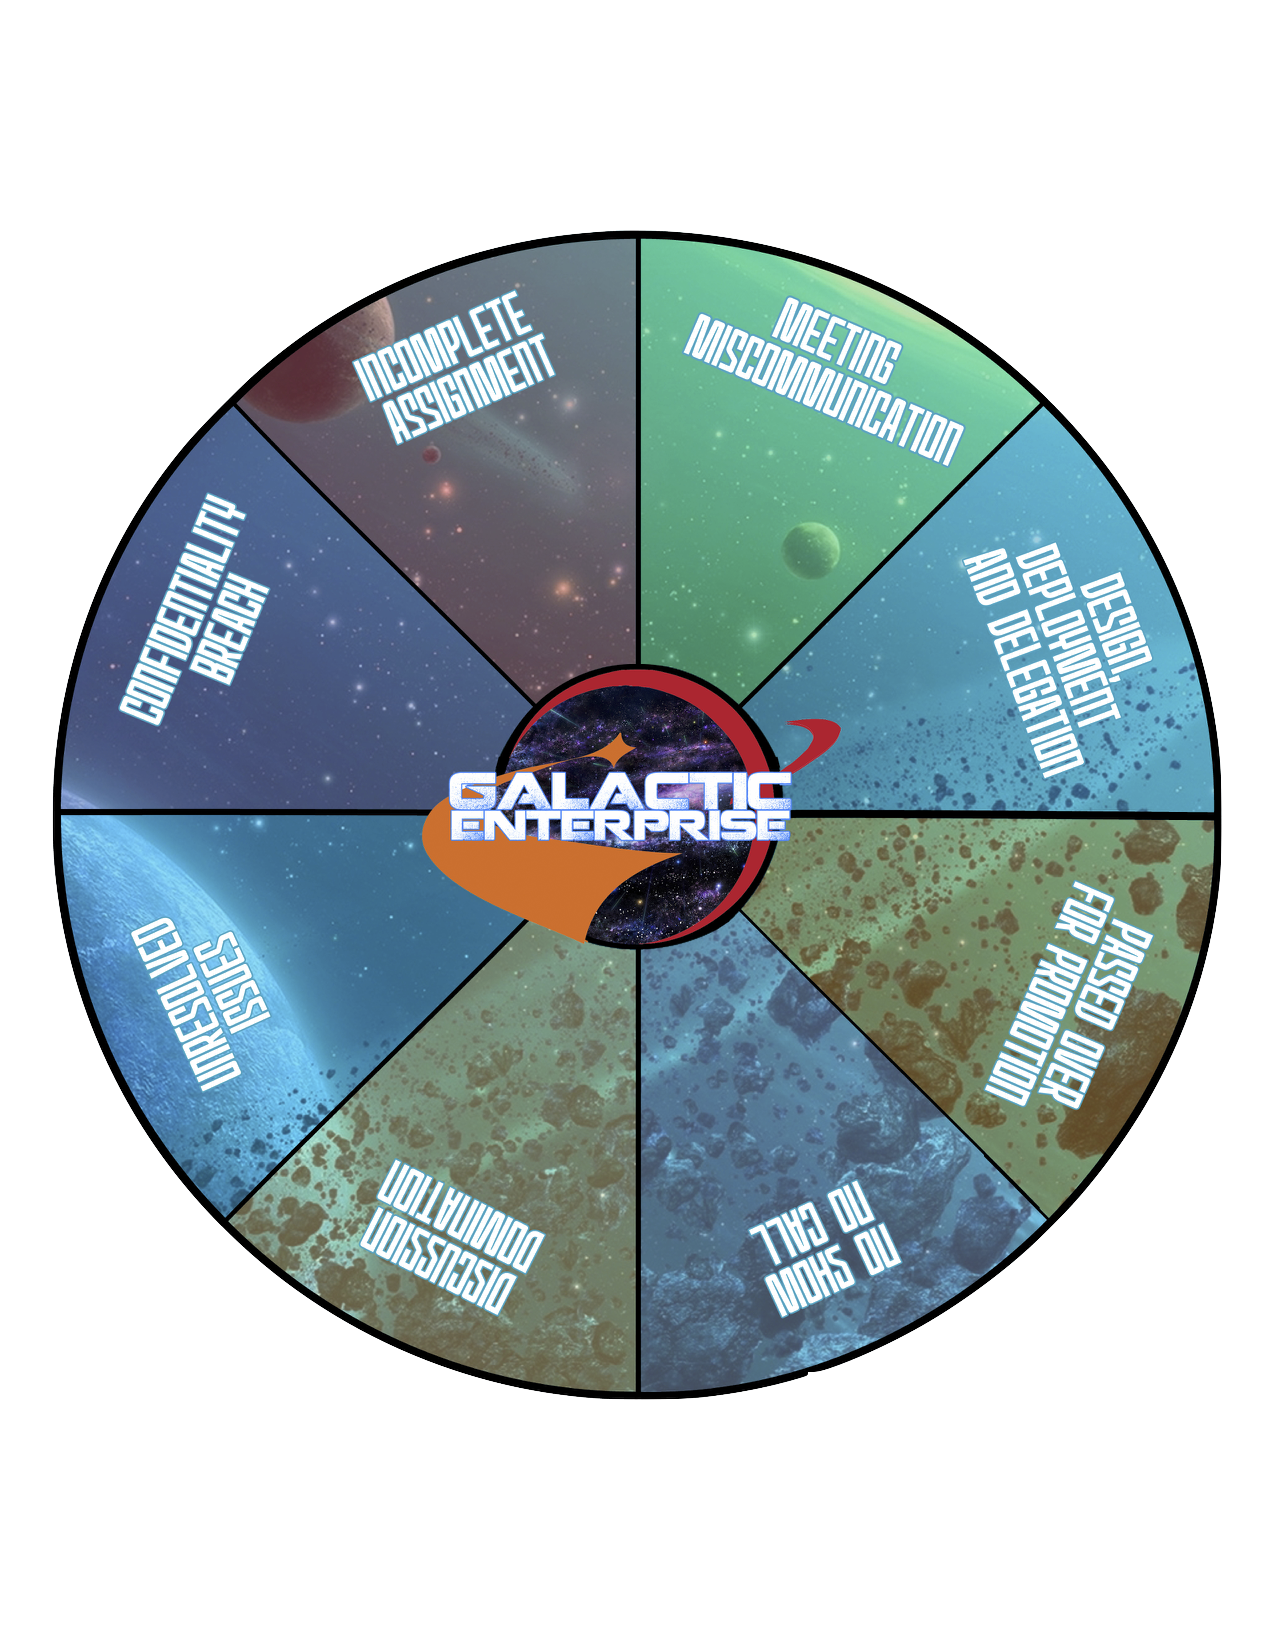 MEETING
MISCOMMUNICATION
DESIGN,
DEPLOYMENT
AND DELEGATION
PASSED OVER
FOR PROMOTION
NO SHOW
NO CALL
DISCUSSION
DOMINATION
UNRESOLVED
ISSUES
CONFIDENTIALITY
BREACH
INCOMPLETE
ASSIGNMENT
GALACTIC
ENTERPRISE